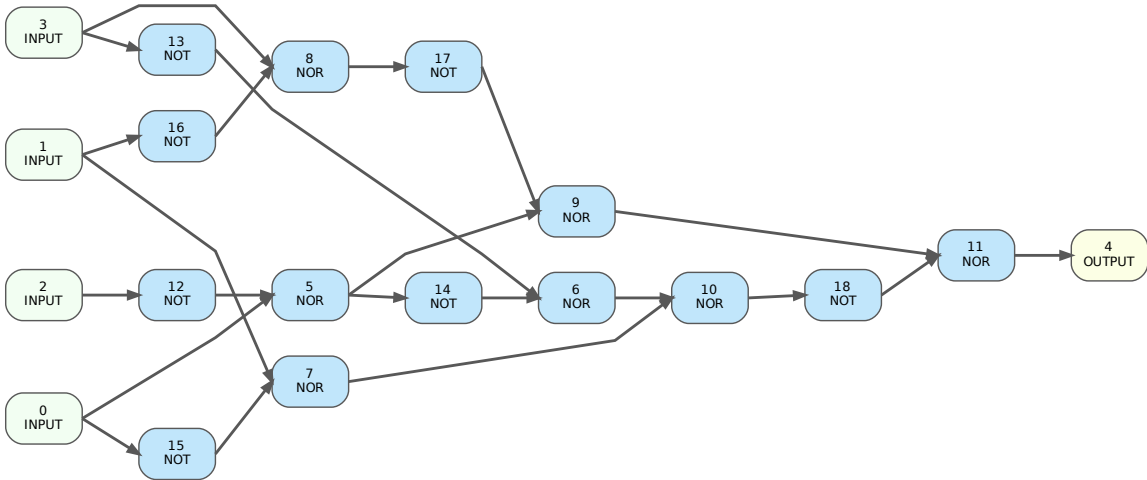 3
INPUT
13
NOT
8
NOR
17
NOT
16
NOT
1
INPUT
9
NOR
11
NOR
4
OUTPUT
2
INPUT
12
NOT
5
NOR
14
NOT
6
NOR
10
NOR
18
NOT
7
NOR
0
INPUT
15
NOT